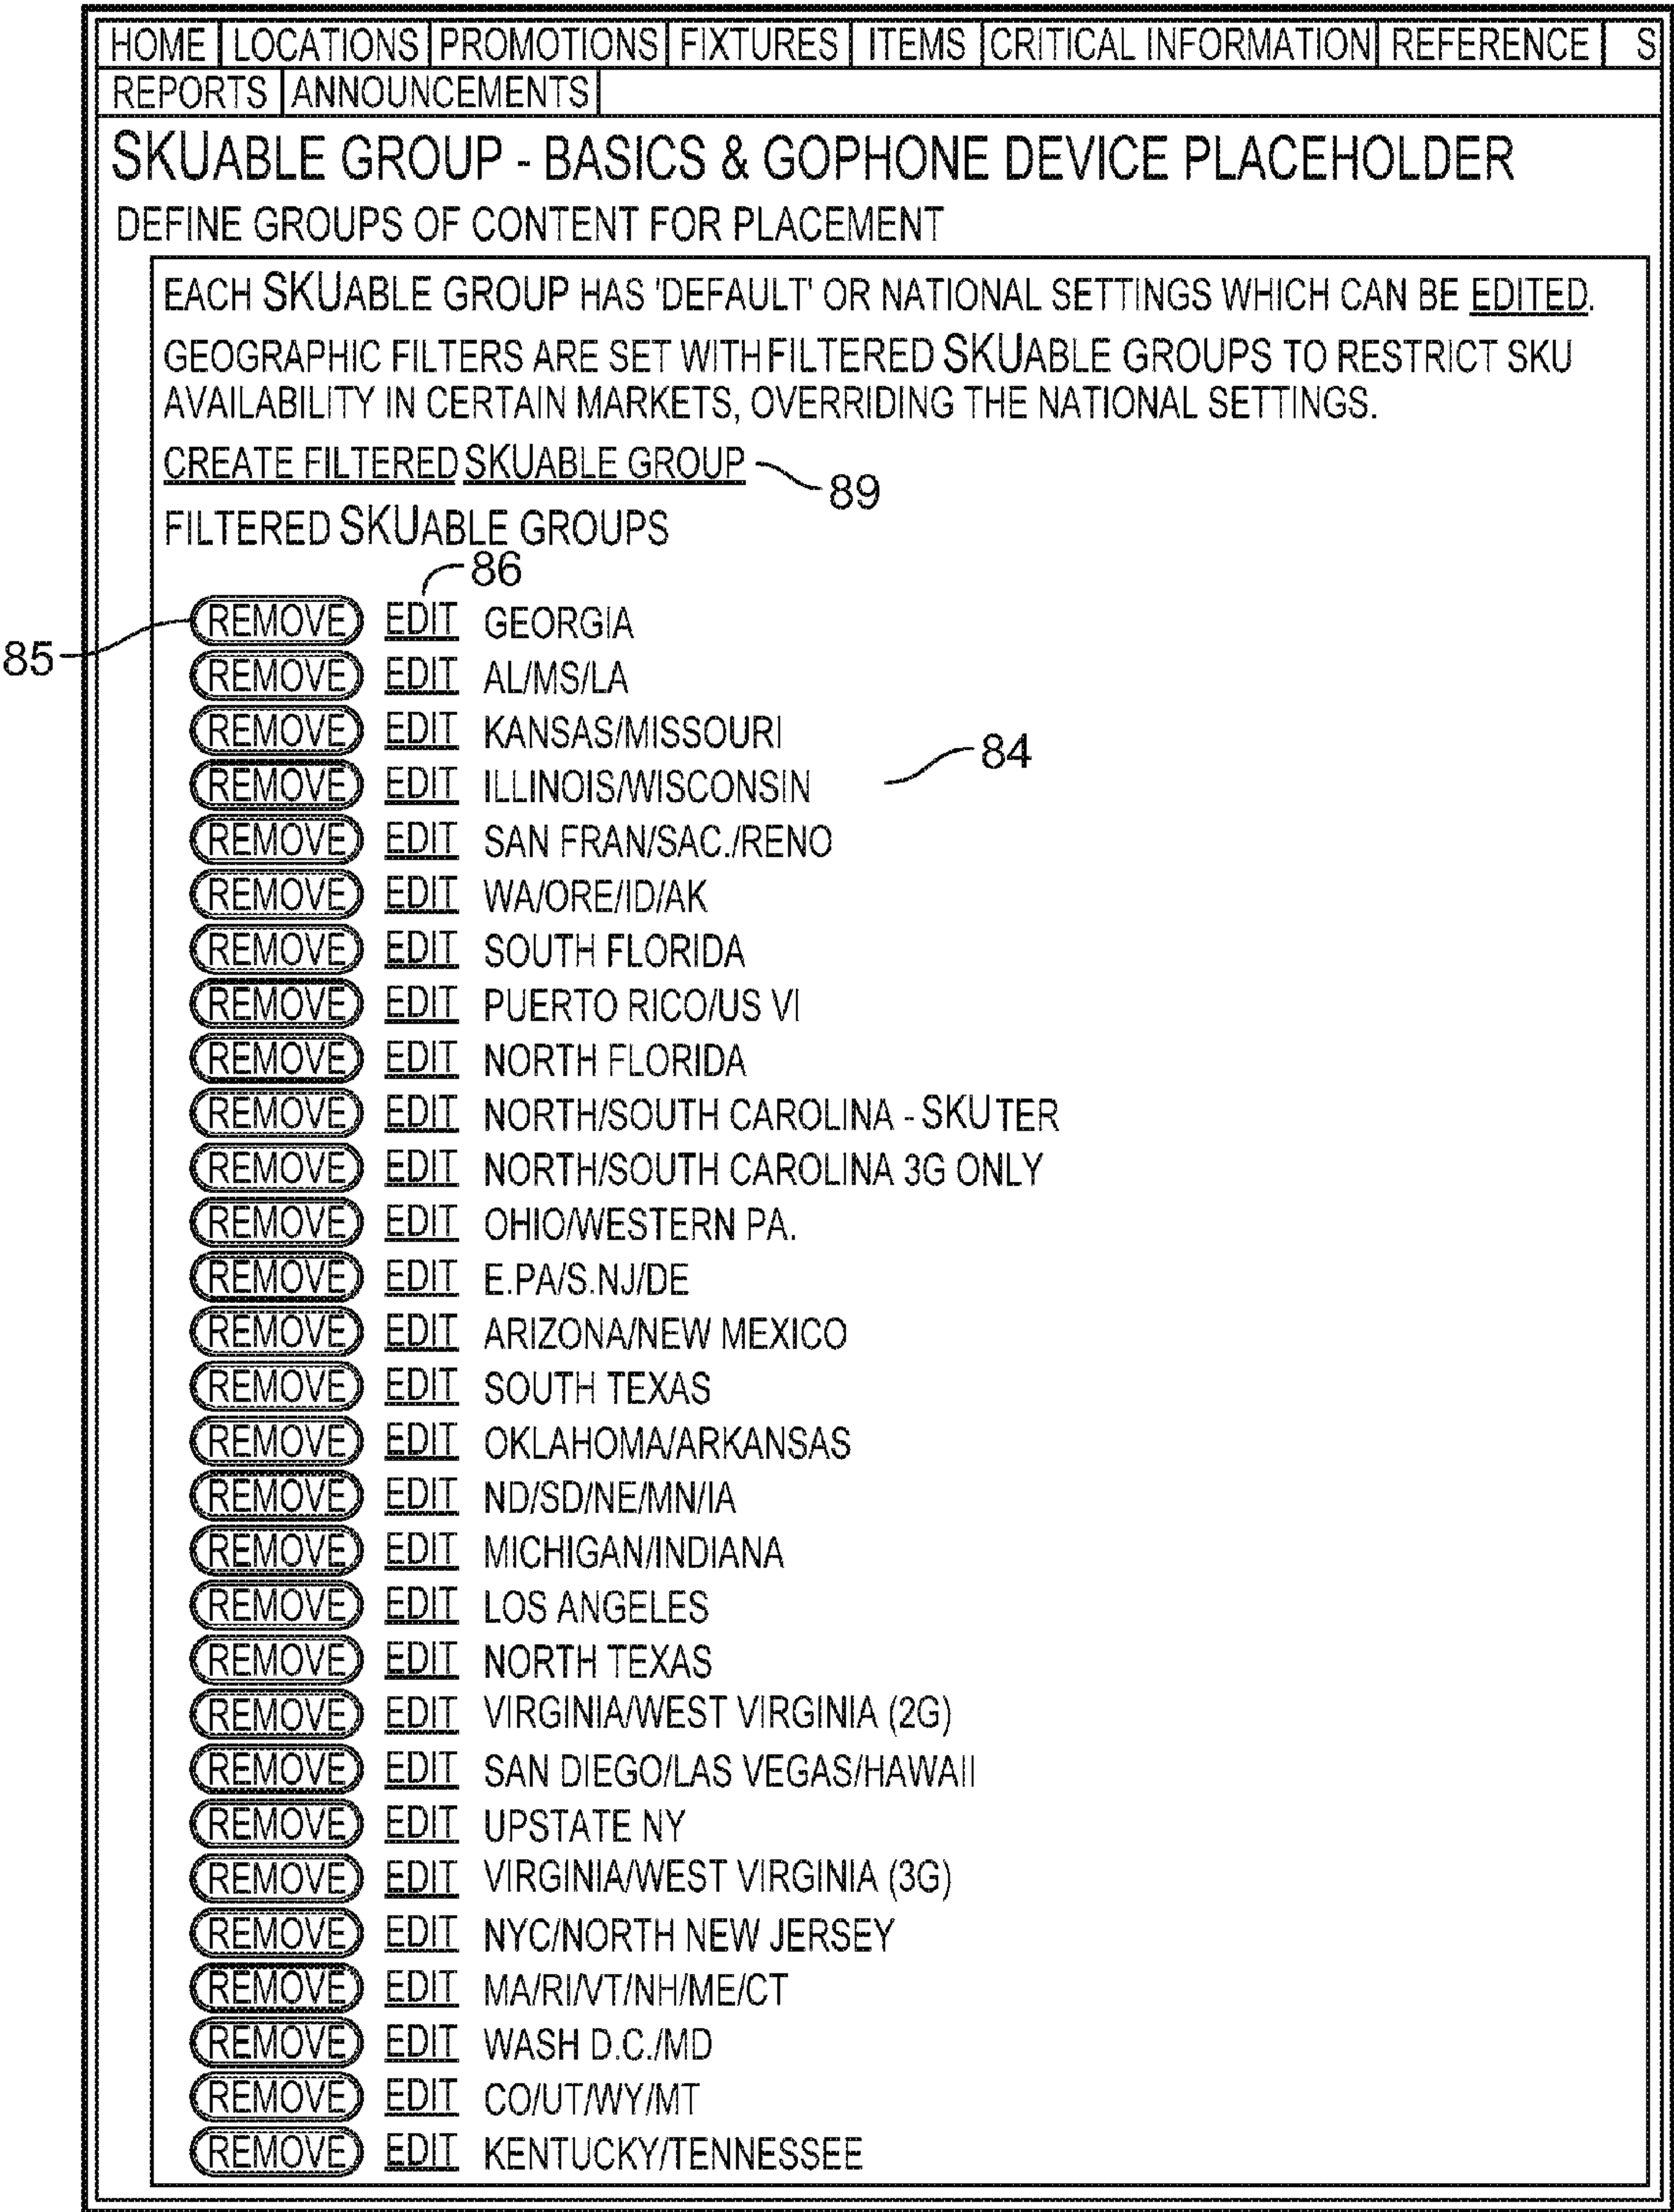 HOME LOCATIONS PROMOTIONS FIXTURES ITEMS CRITICAL INFORMATION REFERENCE S
REPORTS ANNOUNCEMENTS
SKUABLE GROUP - BASICS & GOPHONE DEVICE PLACEHOLDER
DEFINE GROUPS OF CONTENT FOR PLACEMENT
EACH SKUABLE GROUP HAS 'DEFAULT' OR NATIONAL SETTINGS WHICH CAN BE EDITED.
GEOGRAPHIC FILTERS ARE SET WITH FILTERED SKUABLE GROUPS TO RESTRICT SKU
AVAILABILITY IN CERTAIN MARKETS, OVERRIDING THE NATIONAL SETTINGS.
CREATE FILTERED SKUABLE GROUP 89
FILTERED SKUABLE GROUPS
86
REMOVE EDIT GEORGIA
85
REMOVE EDIT AL/MS/LA
REMOVE EDIT KANSAS/MISSOURI
84
REMOVE EDIT ILLINOIS/WISCONSIN
REMOVE EDIT SAN FRAN/SAC./RENO
REMOVE EDIT WA/ORE/ID/AK
REMOVE EDIT SOUTH FLORIDA
REMOVE EDIT PUERTO RICO/US VI
REMOVE EDIT NORTH FLORIDA
REMOVE EDIT NORTH/SOUTH CAROLINA - SKUTER
REMOVE EDIT NORTH/SOUTH CAROLINA 3G ONLY
REMOVE EDIT OHIO/WESTERN PA.
REMOVE EDIT E.PA/S.NJ/DE
REMOVE EDIT ARIZONA/NEW MEXICO
REMOVE EDIT SOUTH TEXAS
REMOVE EDIT OKLAHOMA/ARKANSAS
REMOVE EDIT ND/SD/NE/MN/IA
REMOVE EDIT MICHIGAN/INDIANA
REMOVE EDIT LOS ANGELES
REMOVE EDIT NORTH TEXAS
REMOVE EDIT VIRGINIA/WEST VIRGINIA (2G)
REMOVE EDIT SAN DIEGO/LAS VEGAS/HAWAII
REMOVE EDIT UPSTATE NY
REMOVE EDIT VIRGINIA/WEST VIRGINIA (3G)
REMOVE EDIT NYC/NORTH NEW JERSEY
REMOVE EDIT MA/RI/VT/NH/ME/CT
REMOVE EDIT WASH D.C./MD
REMOVE EDIT CO/UT/WY/MT
REMOVE EDIT KENTUCKY/TENNESSEE